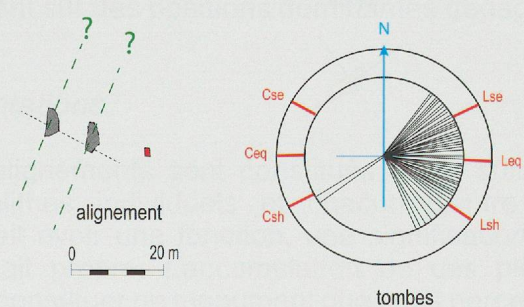 ?
?
alignement
0
20 m
N
Cse
Lse
Ceq
Leq
Csh
Lsh
tombes